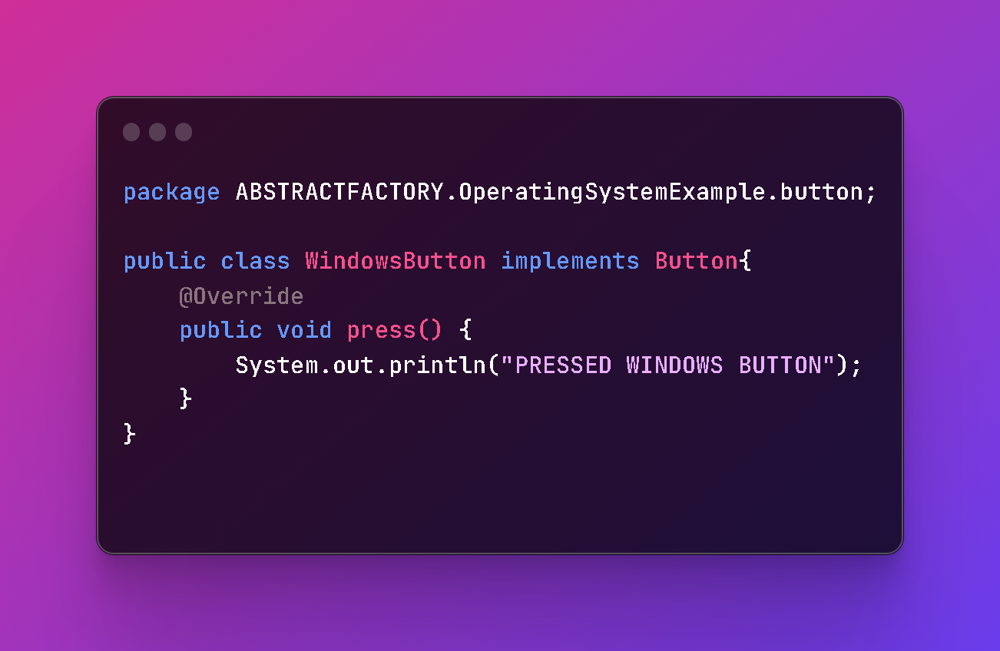 package ABSTRACTFACTORY.OperatingSystemExample.button;

public class WindowsButton implements Button{
    @Override
    public void press() {
        System.out.println("PRESSED WINDOWS BUTTON");
    }
}